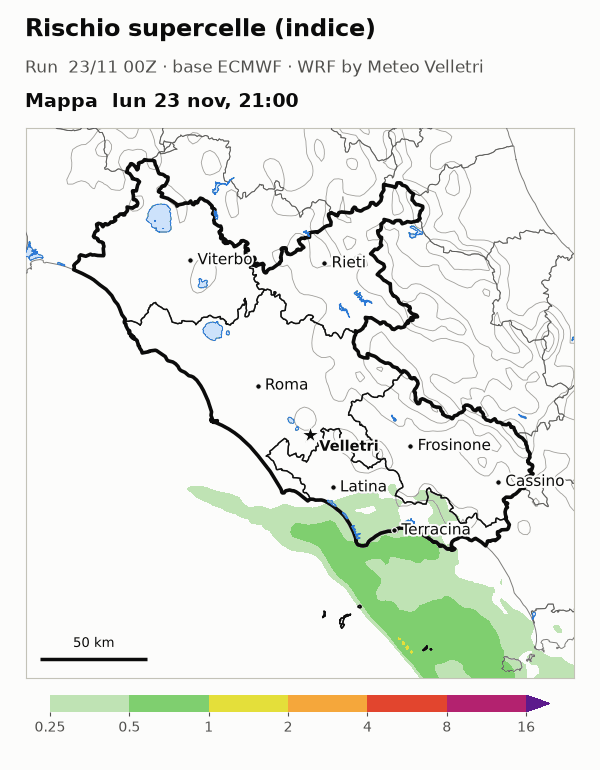 Rischio supercelle (indice)
Run  23/11 00Z · base ECMWF · WRF by Meteo Velletri
Mappa  lun 23 nov, 21:00
Viterbo
Rieti
Roma
Velletri
Frosinone
Latina
Cassino
Terracina
50 km
0.25 0.5 1 2 4 8 16